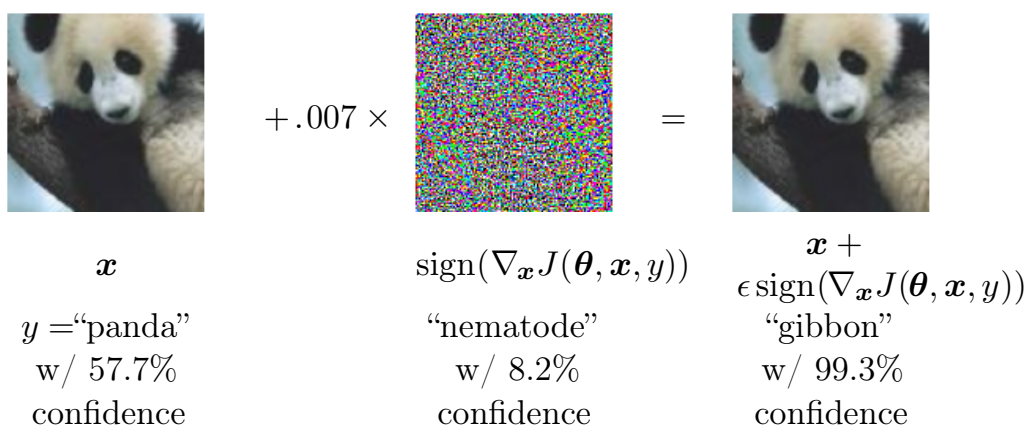 + .007 ×
=
x
sign(∇ₓJ(θ, x, y))
x +
ϵ sign(∇ₓJ(θ, x, y))
y =“panda”
w/ 57.7%
confidence
“nematode”
w/ 8.2%
confidence
“gibbon”
w/ 99.3%
confidence